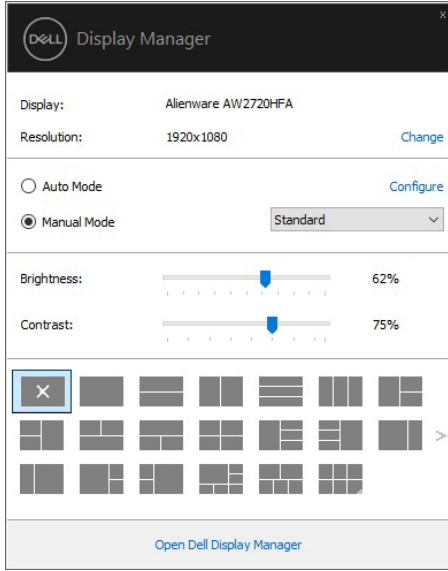 x
DELL Display Manager
Display: Alienware AW2720HFA
Resolution: 1920x1080 Change
Auto Mode Configure
Manual Mode Standard
Brightness: 62%
Contrast: 75%
Open Dell Display Manager